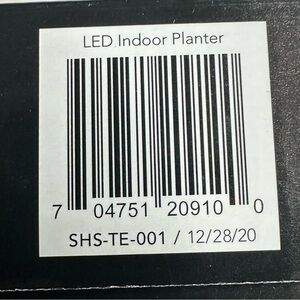 LED Indoor Planter
7 04751 20910 0
SHS-TE-001 / 12/28/20